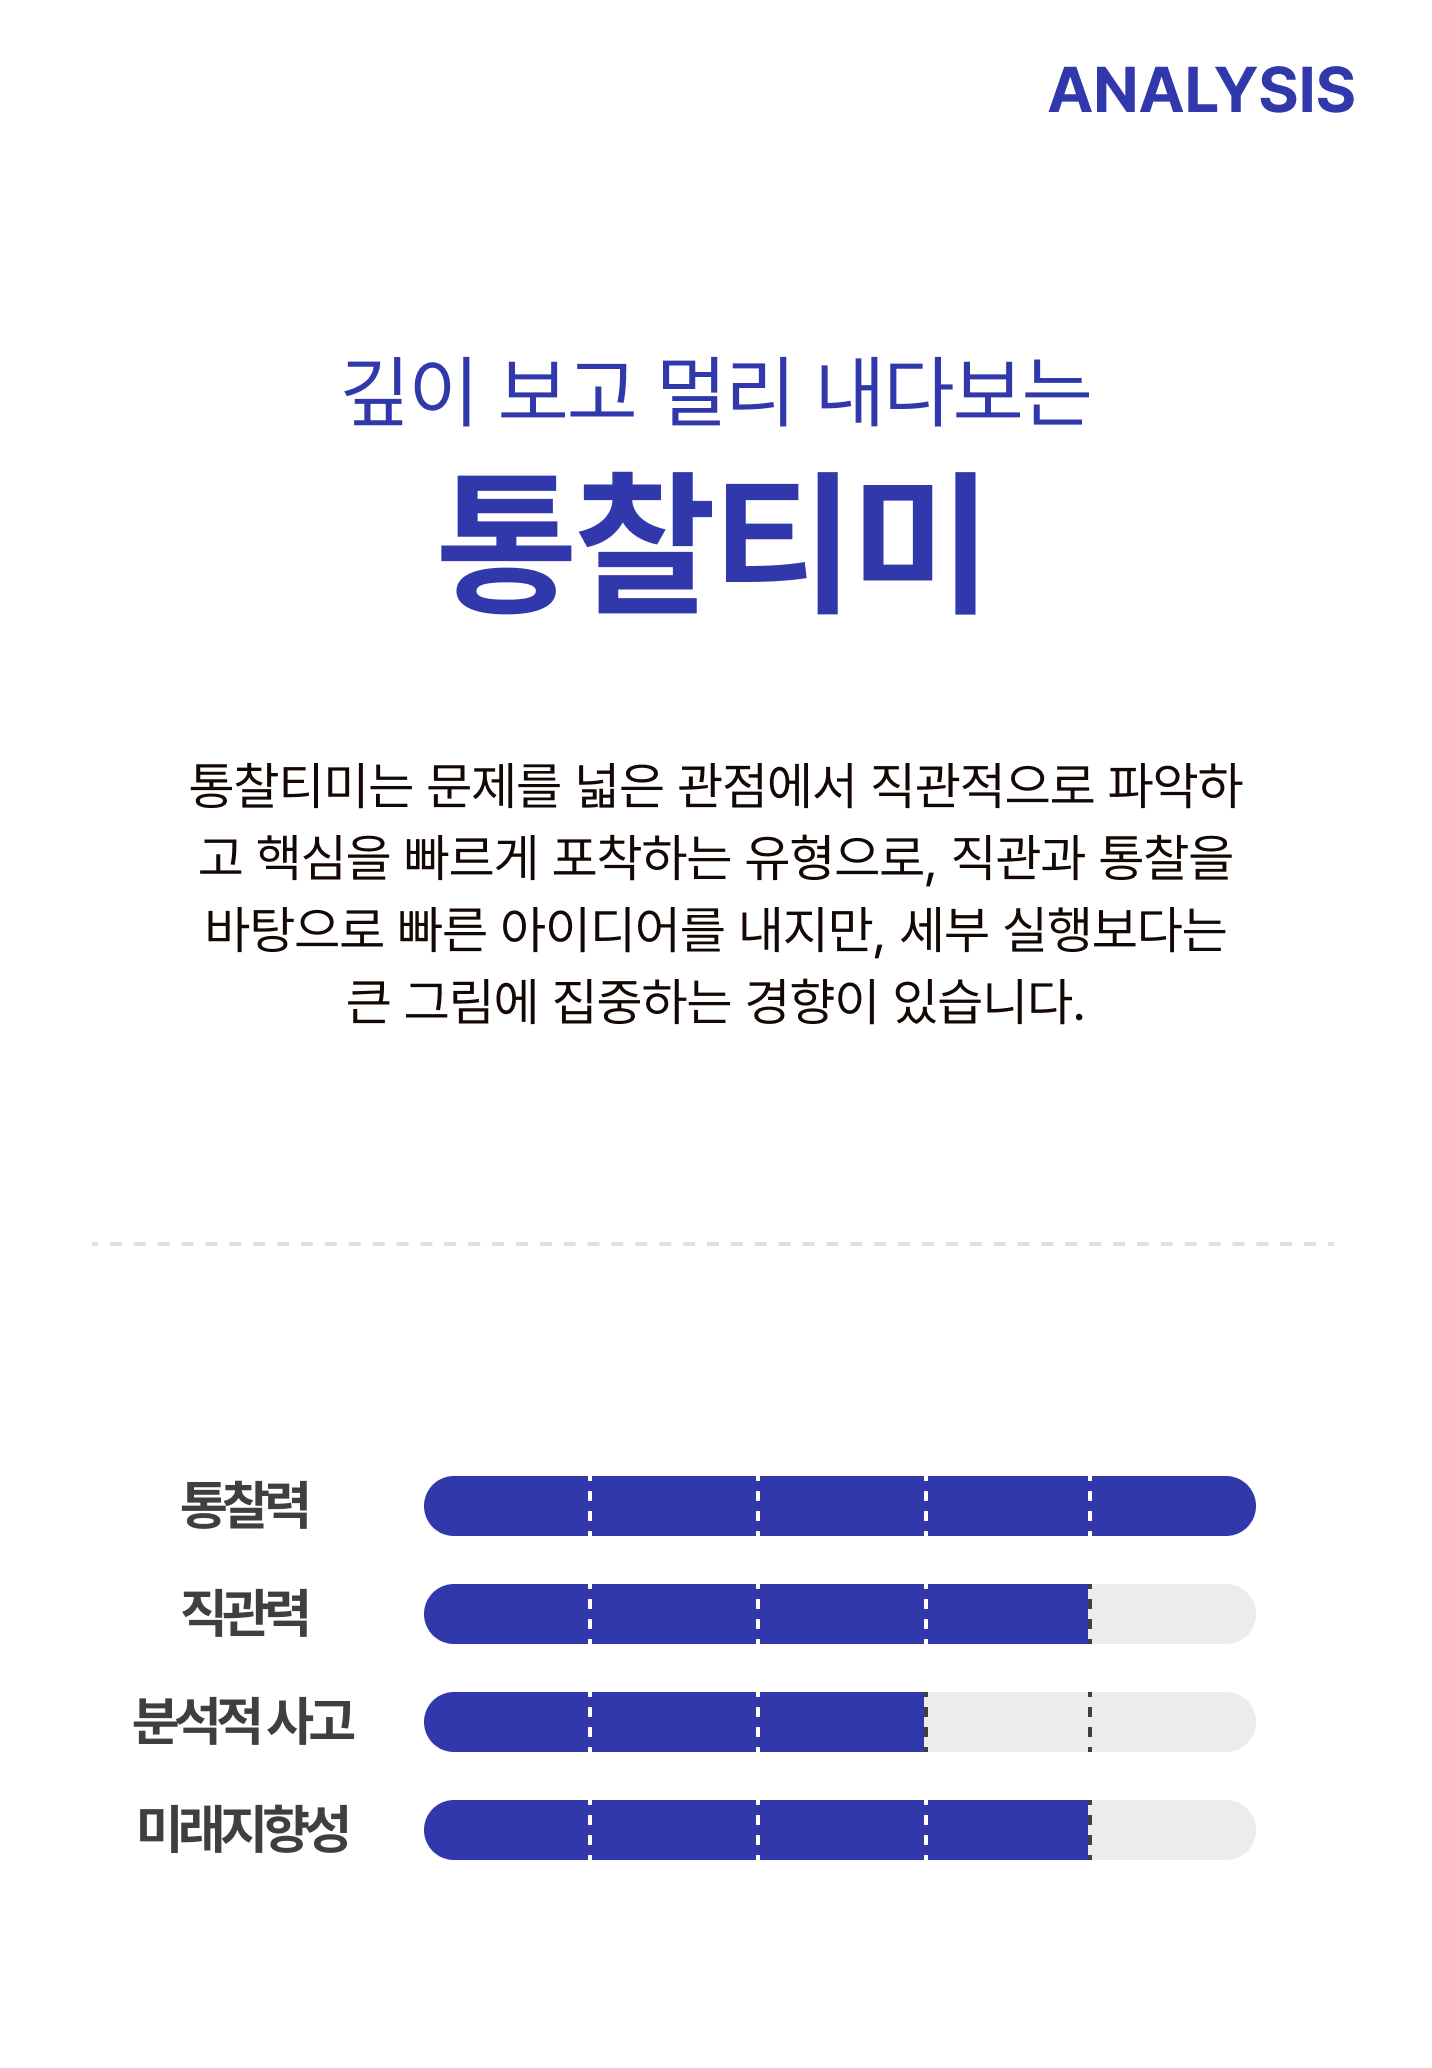 ANALYSIS
깊이 보고 멀리 내다보는
통찰티미
통찰티미는 문제를 넓은 관점에서 직관적으로 파악하
고 핵심을 빠르게 포착하는 유형으로, 직관과 통찰을
바탕으로 빠른 아이디어를 내지만, 세부 실행보다는
큰 그림에 집중하는 경향이 있습니다.
통찰력
직관력
분석적 사고
미래지향성